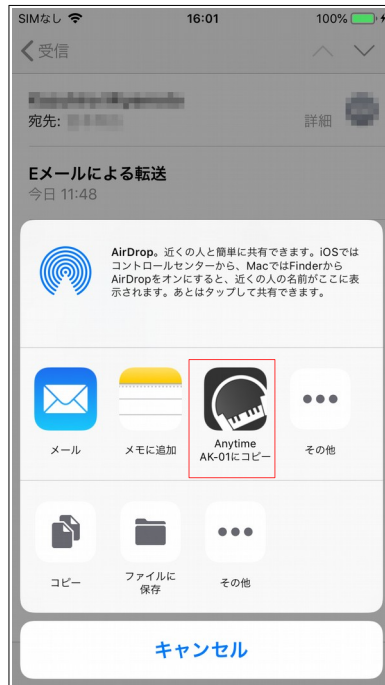 SIMなし 16:01 100%
受信
宛先:
詳細
Eメールによる転送
今日 11:48
AirDrop。近くの人と簡単に共有できます。iOSでは
コントロールセンターから、MacではFinderから
AirDropをオンにすると、近くの人の名前がここに表
示されます。あとはタップして共有できます。
メール
メモに追加
Anytime
AK-01にコピー
その他
コピー
ファイルに
保存
その他
キャンセル